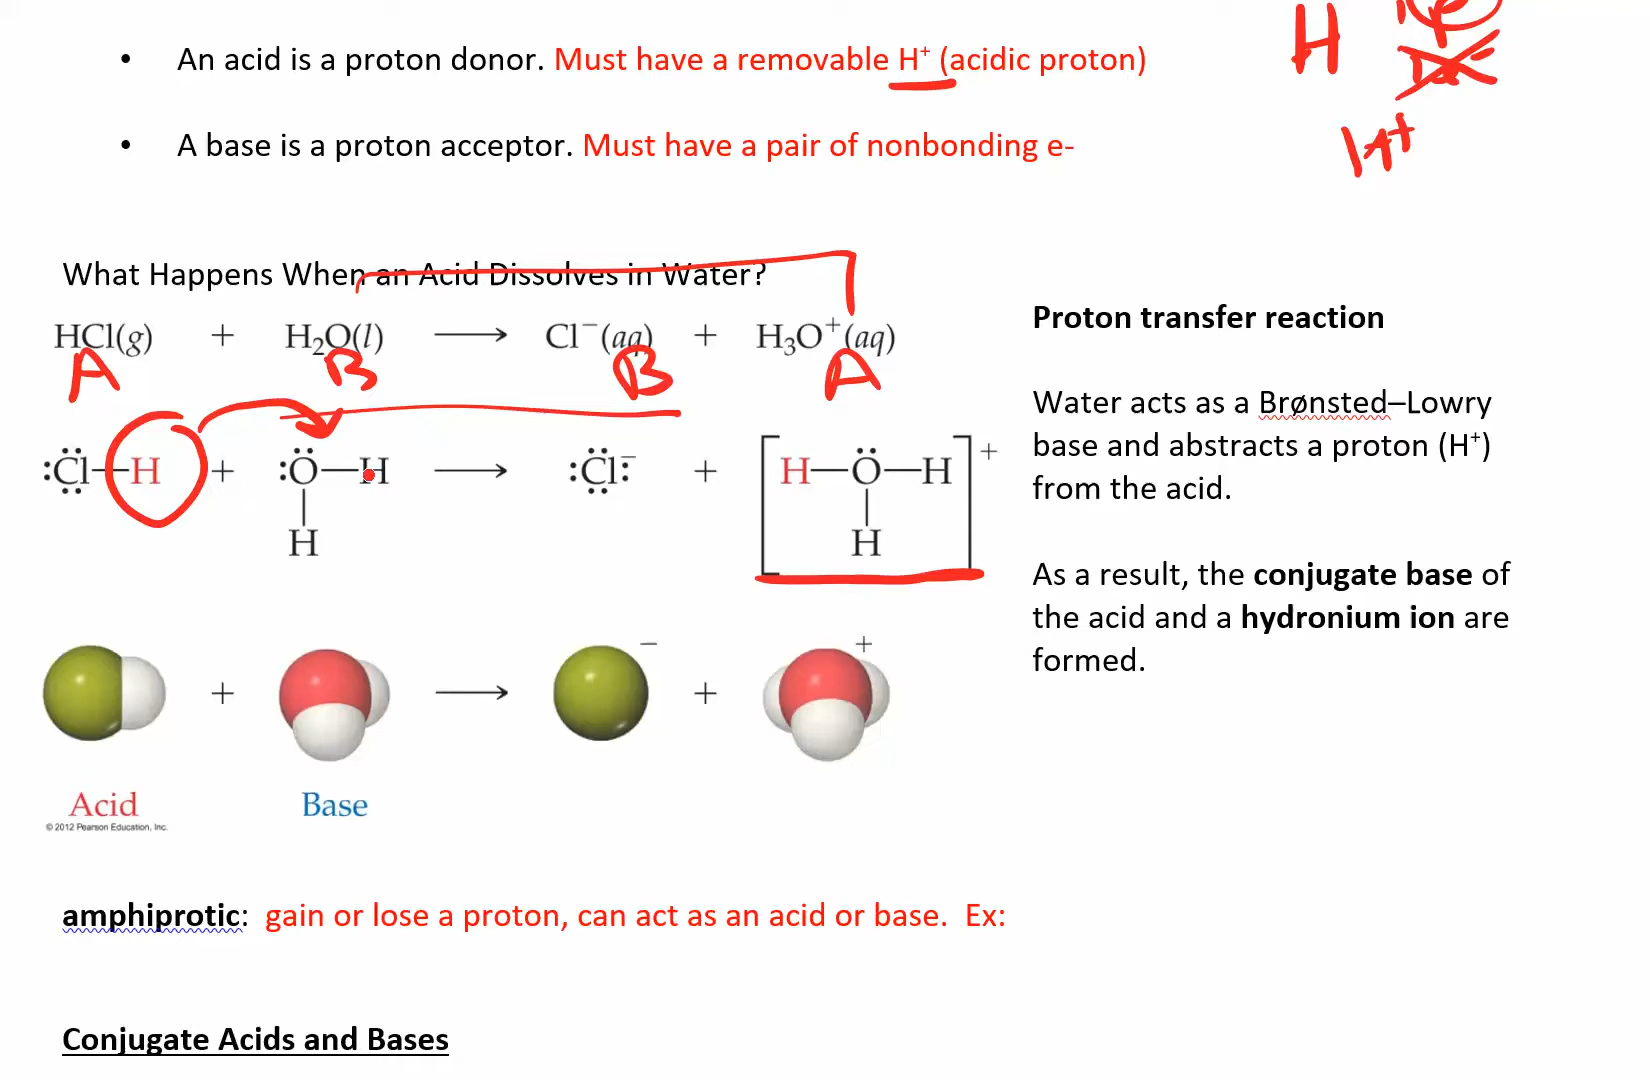 • An acid is a proton donor. Must have a removable H⁺ (acidic proton)
H
H⁺
• A base is a proton acceptor. Must have a pair of nonbonding e-
What Happens When an Acid Dissolves in Water?
HCl(g) + H₂O(l) ⟶ Cl⁻(aq) + H₃O⁺(aq)
A B B A
:Cl—H + :O—H ⟶ :Cl:⁻ + [H—O—H]⁺
H H
+ ⟶ − + +
Acid Base
© 2012 Pearson Education, Inc.
Proton transfer reaction
Water acts as a Brønsted–Lowry
base and abstracts a proton (H⁺)
from the acid.
As a result, the conjugate base of
the acid and a hydronium ion are
formed.
amphiprotic: gain or lose a proton, can act as an acid or base. Ex:
Conjugate Acids and Bases